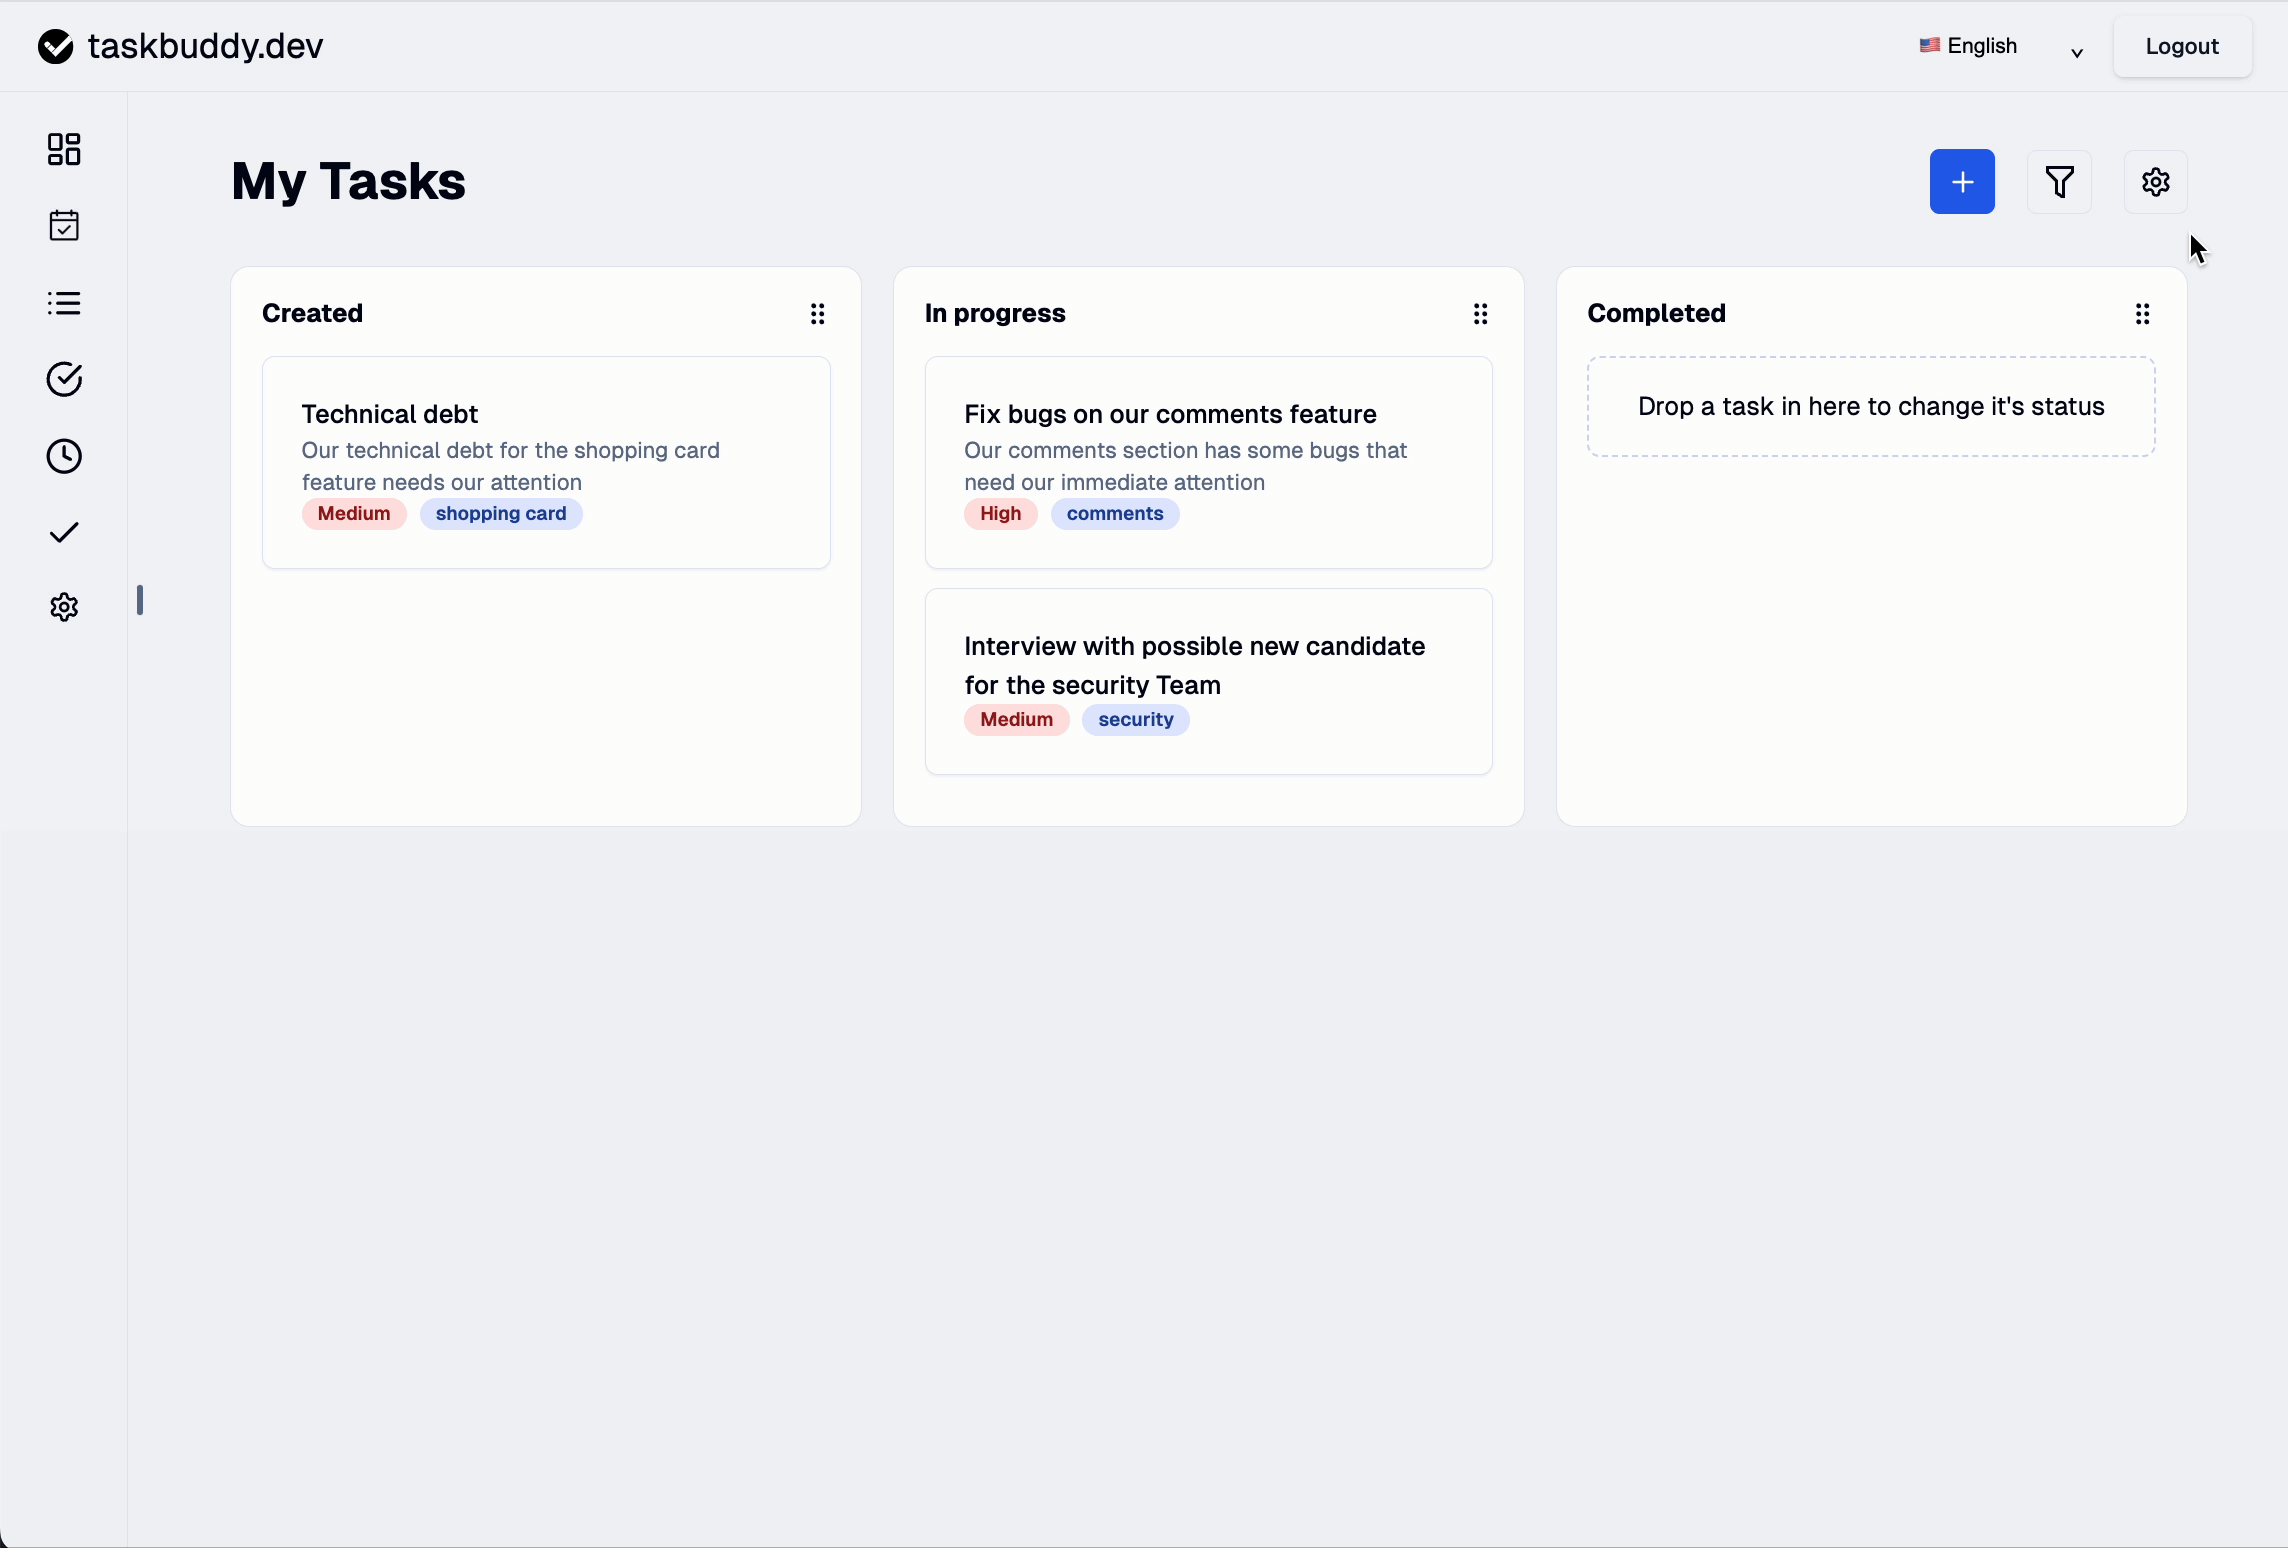 taskbuddy.dev
🇺🇸 English
Logout
My Tasks
Created
Technical debt
Our technical debt for the shopping card
feature needs our attention
Medium shopping card
In progress
Fix bugs on our comments feature
Our comments section has some bugs that
need our immediate attention
High comments
Interview with possible new candidate
for the security Team
Medium security
Completed
Drop a task in here to change it's status